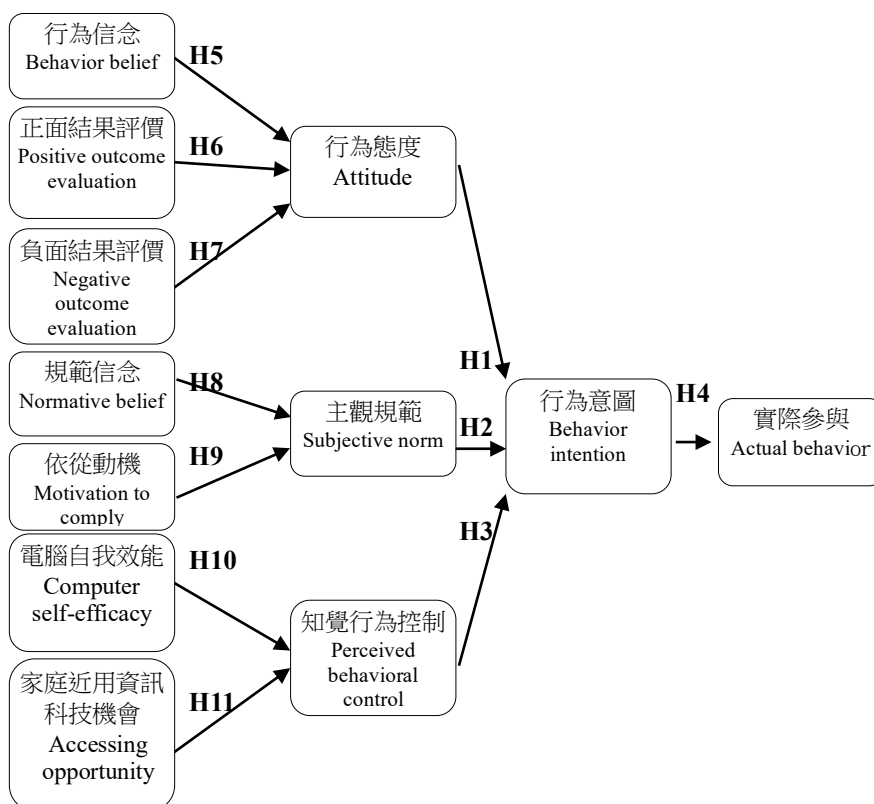 行為信念
Behavior belief
H5
正面結果評價
Positive outcome
evaluation
H6
負面結果評價
Negative
outcome
evaluation
H7
行為態度
Attitude
H1
規範信念
Normative belief
H8
依從動機
Motivation to
comply
H9
主觀規範
Subjective norm
H2
電腦自我效能
Computer
self-efficacy
H10
家庭近用資訊
科技機會
Accessing
opportunity
H11
知覺行為控制
Perceived
behavioral
control
H3
行為意圖
Behavior
intention
H4
實際參與
Actual behavior